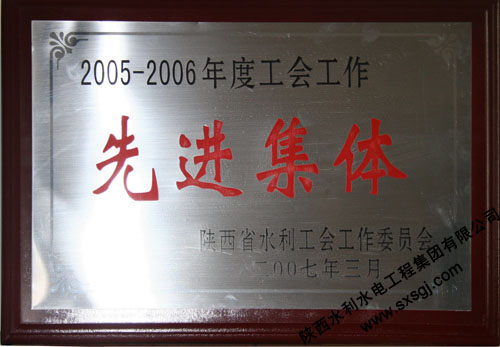 2005-2006年度工会工作
先进集体
陕西省水利工会工作委员会
二00七年三月
陕西水利水电工程集团有限公司
www.sxsgj.com